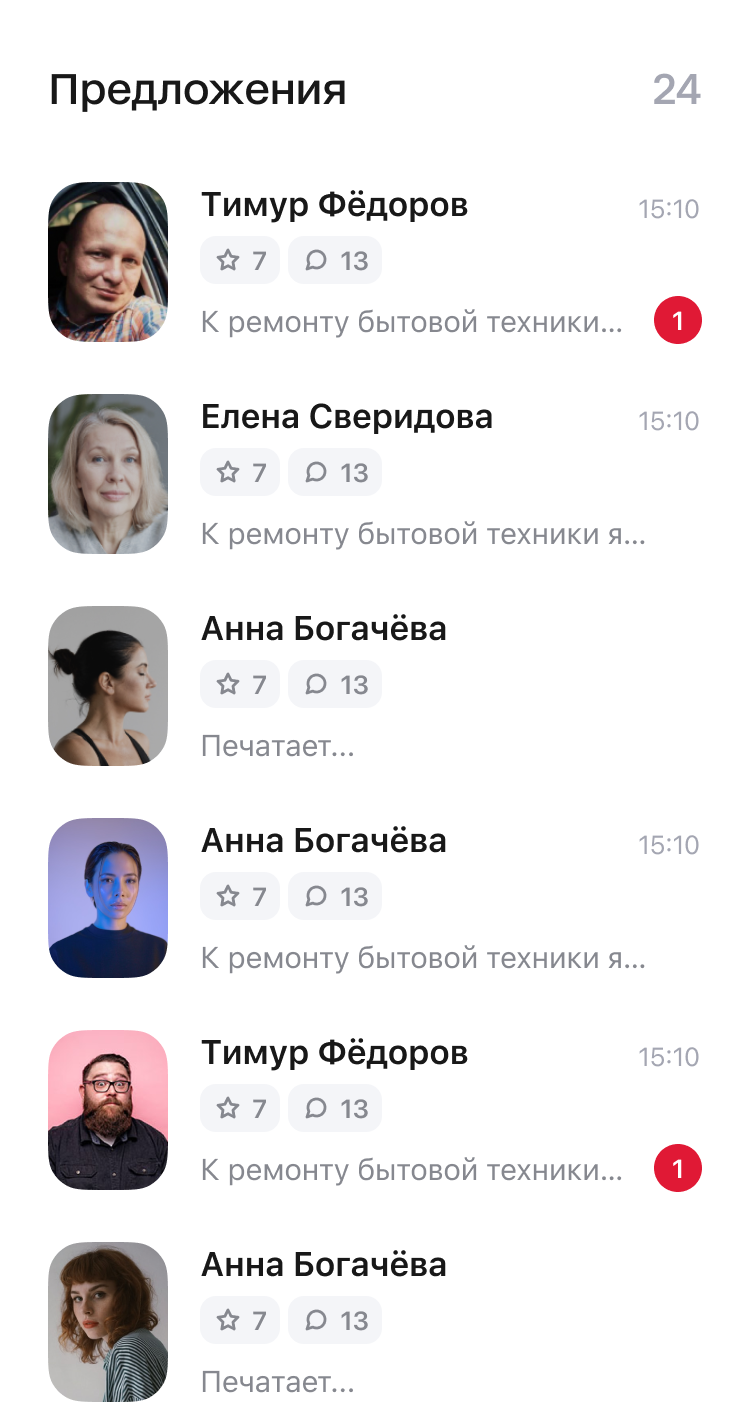 Предложения 24
Тимур Фёдоров 15:10
7 13
К ремонту бытовой техники... 1
Елена Сверидова 15:10
7 13
К ремонту бытовой техники я...
Анна Богачёва
7 13
Печатает...
Анна Богачёва 15:10
7 13
К ремонту бытовой техники я...
Тимур Фёдоров 15:10
7 13
К ремонту бытовой техники... 1
Анна Богачёва
7 13
Печатает...